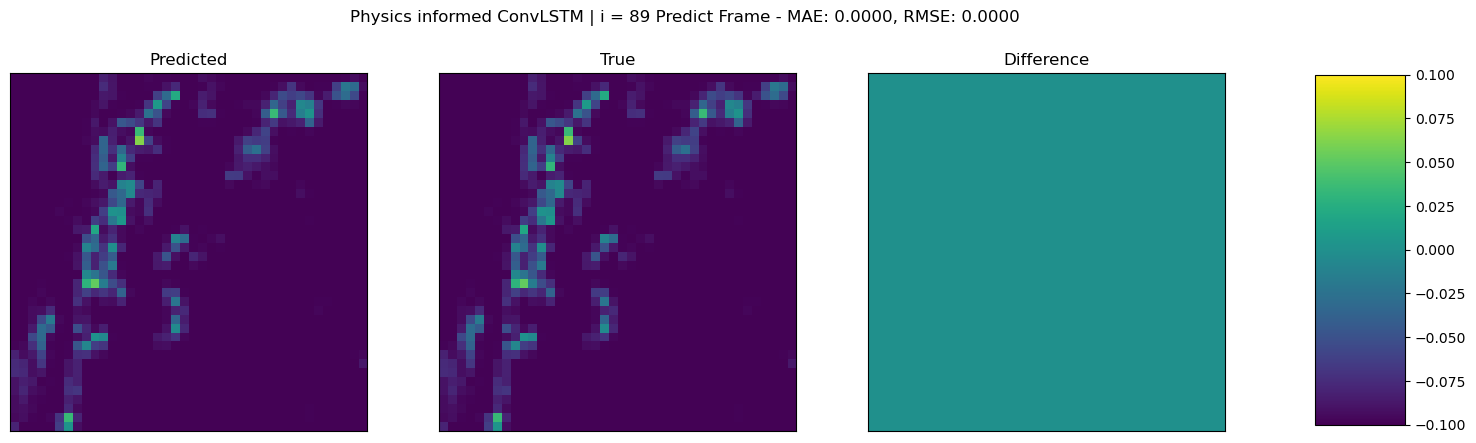 Physics informed ConvLSTM | i = 89 Predict Frame - MAE: 0.0000, RMSE: 0.0000
Predicted
True
Difference
0.100
0.075
0.050
0.025
0.000
−0.025
−0.050
−0.075
−0.100